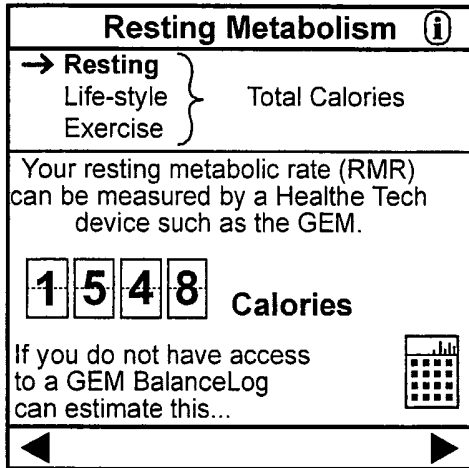 Resting Metabolism i
→ Resting
Life-style
Total Calories
Exercise
Your resting metabolic rate (RMR)
can be measured by a Healthe Tech
device such as the GEM.
1548 Calories
If you do not have access
to a GEM BalanceLog
can estimate this...